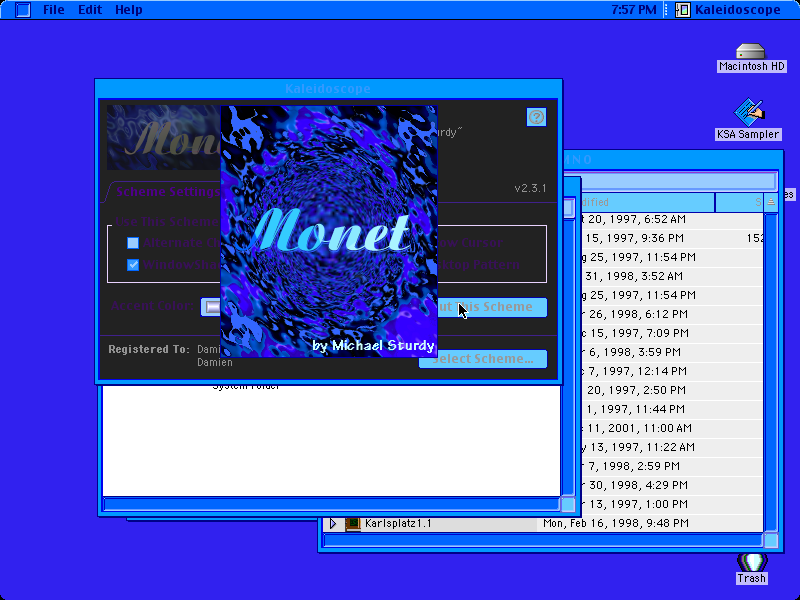 File Edit Help
7:57 PM Kaleidoscope
Macintosh HD
KSA Sampler
Kaleidoscope
Monet
v2.3.1
Scheme Settings
Monet
by Michael Sturdy
this Scheme
Registered To: Dami
Damien
Select Scheme...
System Folder
20, 1997, 6:52 AM
15, 1997, 9:36 PM
25, 1997, 11:54 PM
31, 1998, 3:52 AM
25, 1997, 11:54 PM
26, 1998, 6:12 PM
15, 1997, 7:09 PM
6, 1998, 3:59 PM
7, 1997, 12:14 PM
20, 1997, 2:50 PM
1, 1997, 11:44 PM
11, 2001, 11:00 AM
13, 1997, 11:22 AM
7, 1998, 2:59 PM
30, 1998, 4:29 PM
13, 1997, 1:00 PM
Karlsplatz1.1 Mon, Feb 16, 1998, 9:48 PM
Trash